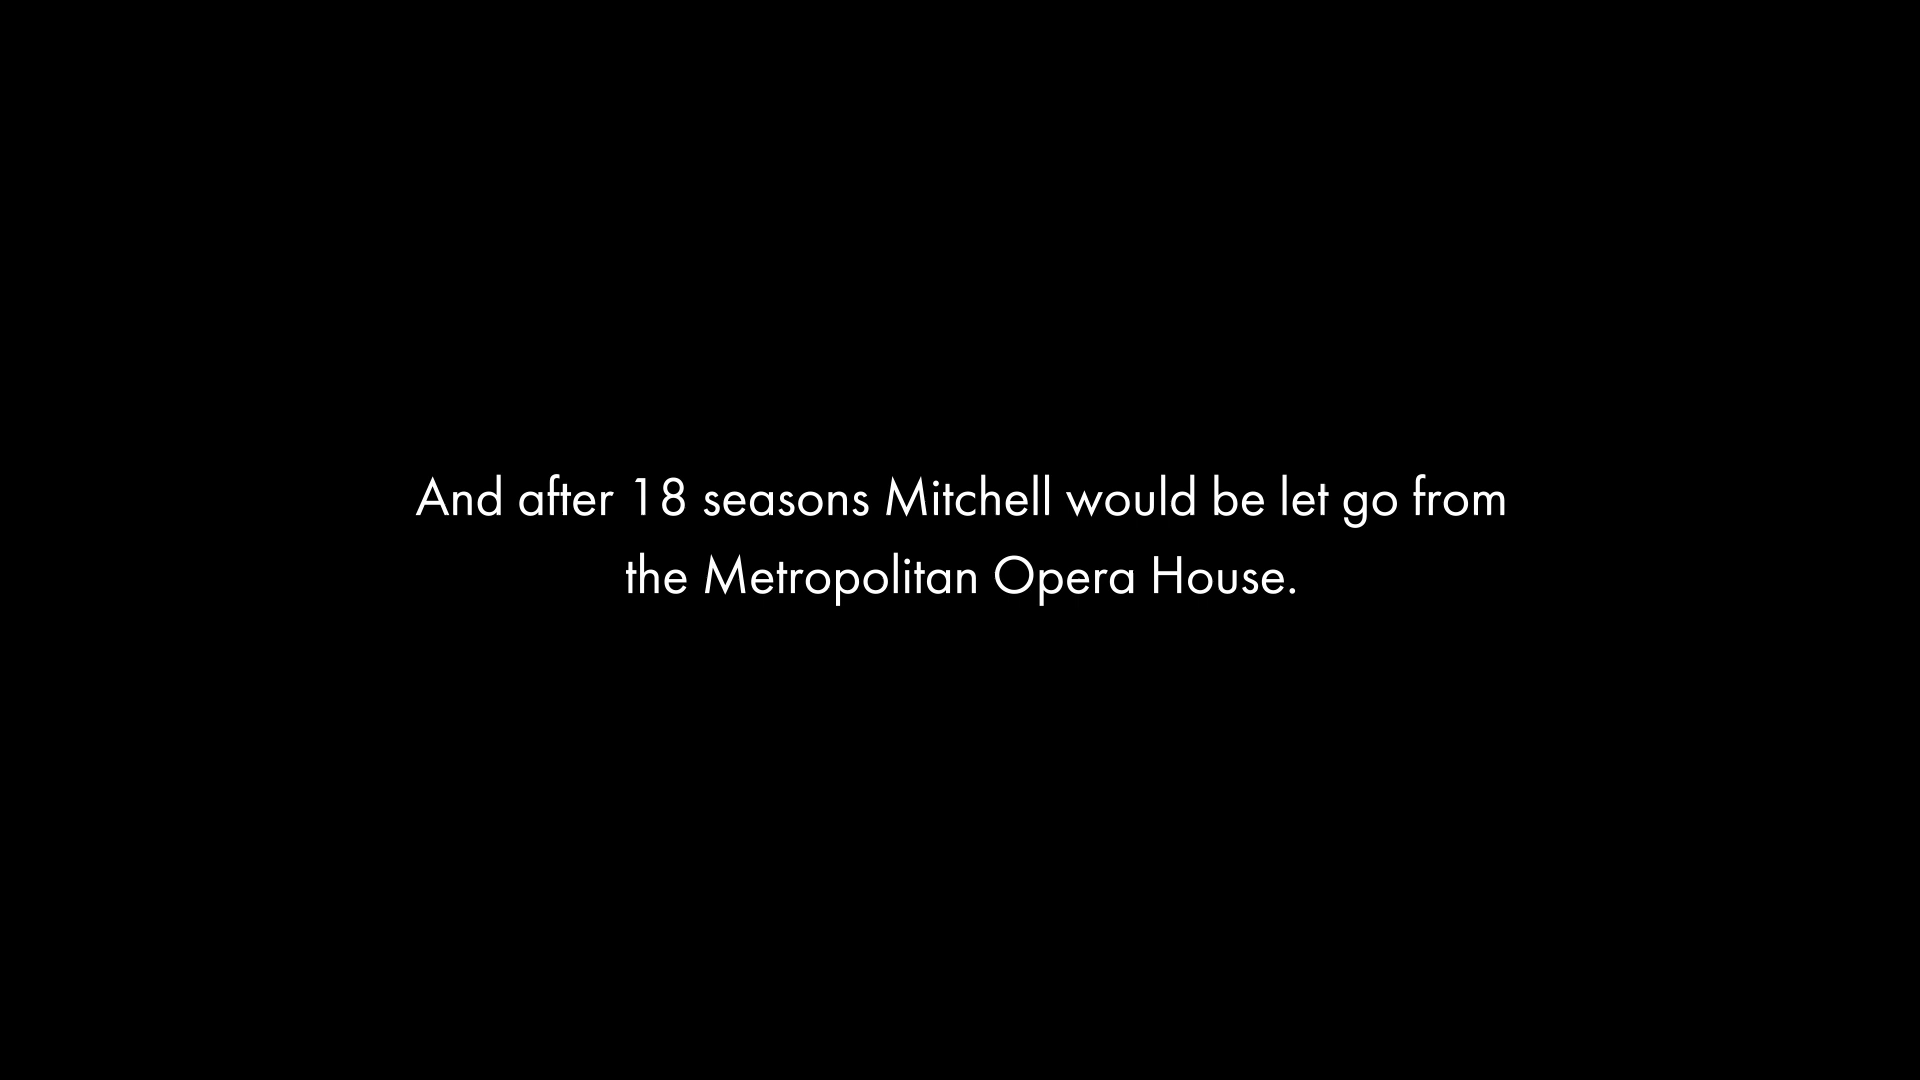 And after 18 seasons Mitchell would be let go from
the Metropolitan Opera House.